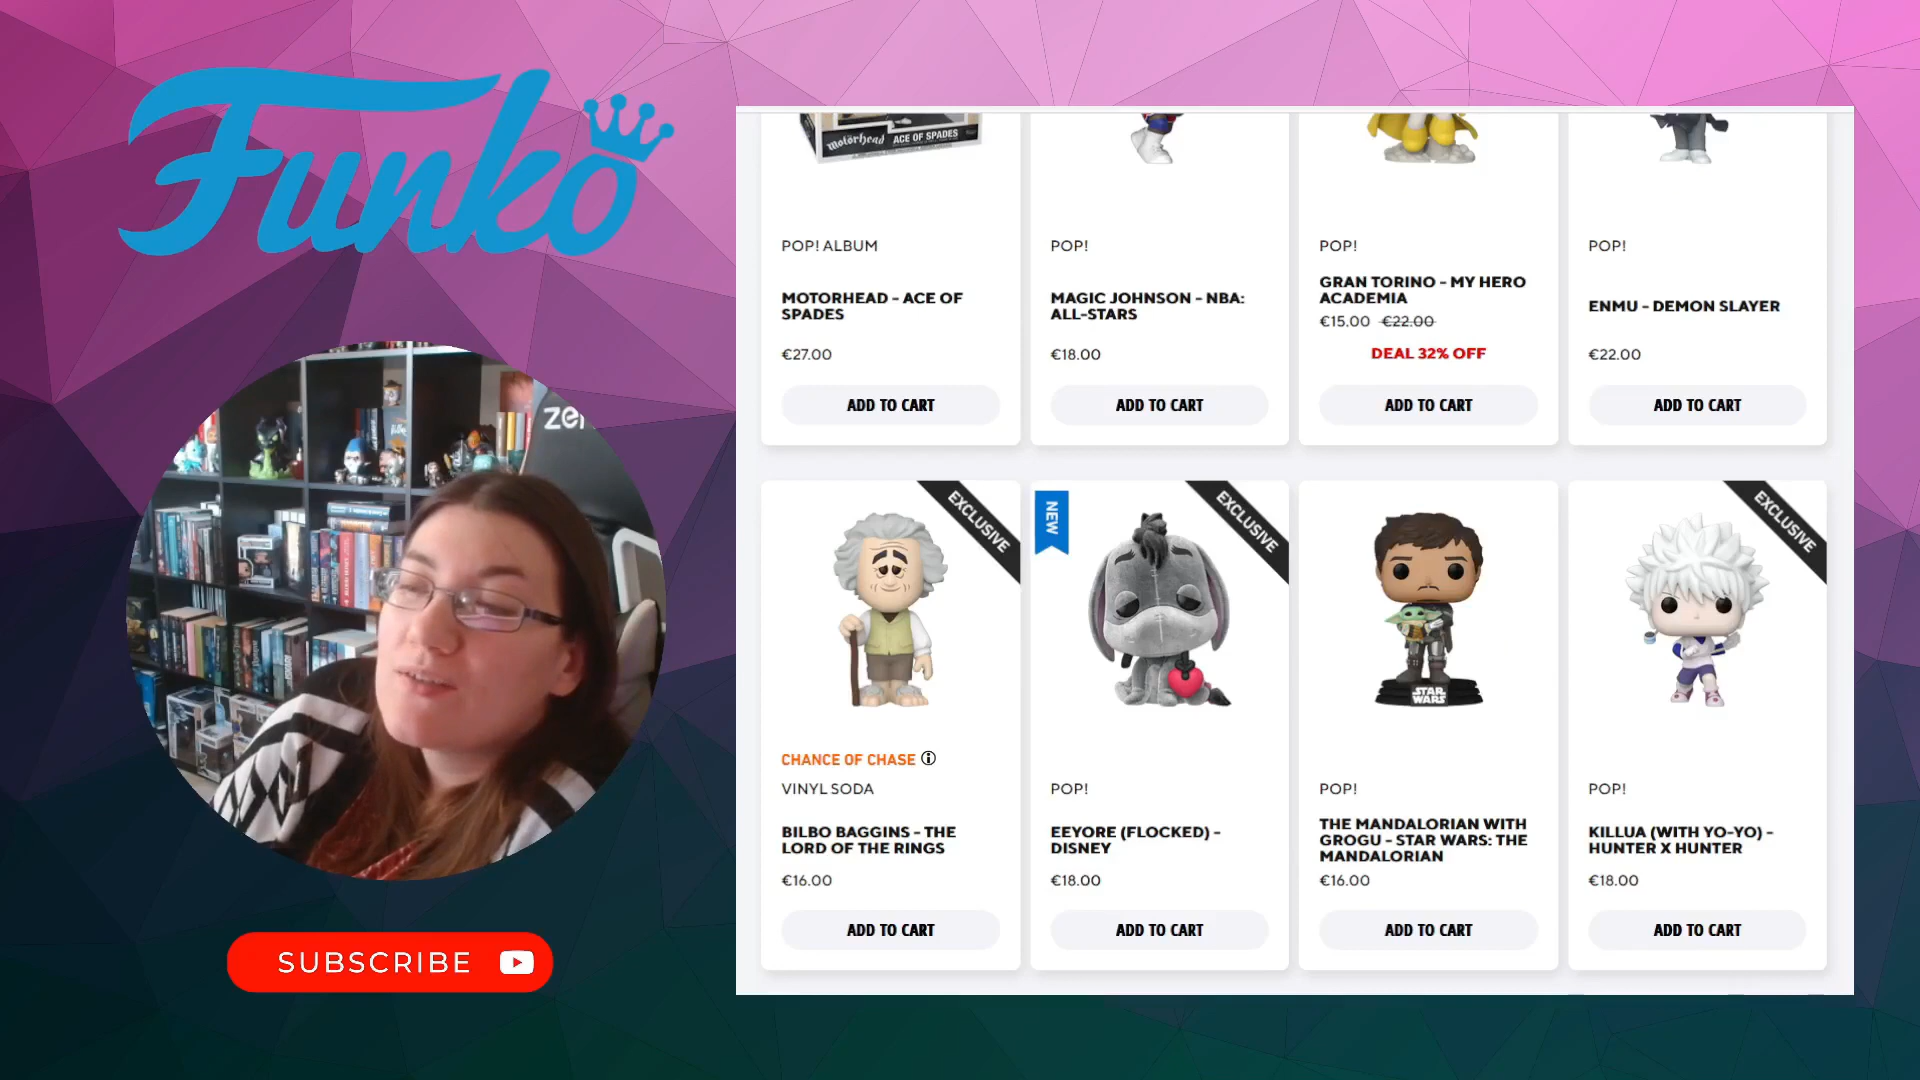 Funko
zen
SUBSCRIBE
motörhead ACE OF SPADES
POP! ALBUM
MOTORHEAD - ACE OF
SPADES
€27.00
ADD TO CART
POP!
MAGIC JOHNSON - NBA:
ALL-STARS
€18.00
ADD TO CART
POP!
GRAN TORINO - MY HERO
ACADEMIA
€15.00 €22.00
DEAL 32% OFF
ADD TO CART
POP!
ENMU - DEMON SLAYER
€22.00
ADD TO CART
EXCLUSIVE
CHANCE OF CHASE
VINYL SODA
BILBO BAGGINS - THE
LORD OF THE RINGS
€16.00
ADD TO CART
NEW
EXCLUSIVE
POP!
EEYORE (FLOCKED) -
DISNEY
€18.00
ADD TO CART
STAR
WARS
POP!
THE MANDALORIAN WITH
GROGU - STAR WARS: THE
MANDALORIAN
€16.00
ADD TO CART
EXCLUSIVE
POP!
KILLUA (WITH YO-YO) -
HUNTER X HUNTER
€18.00
ADD TO CART